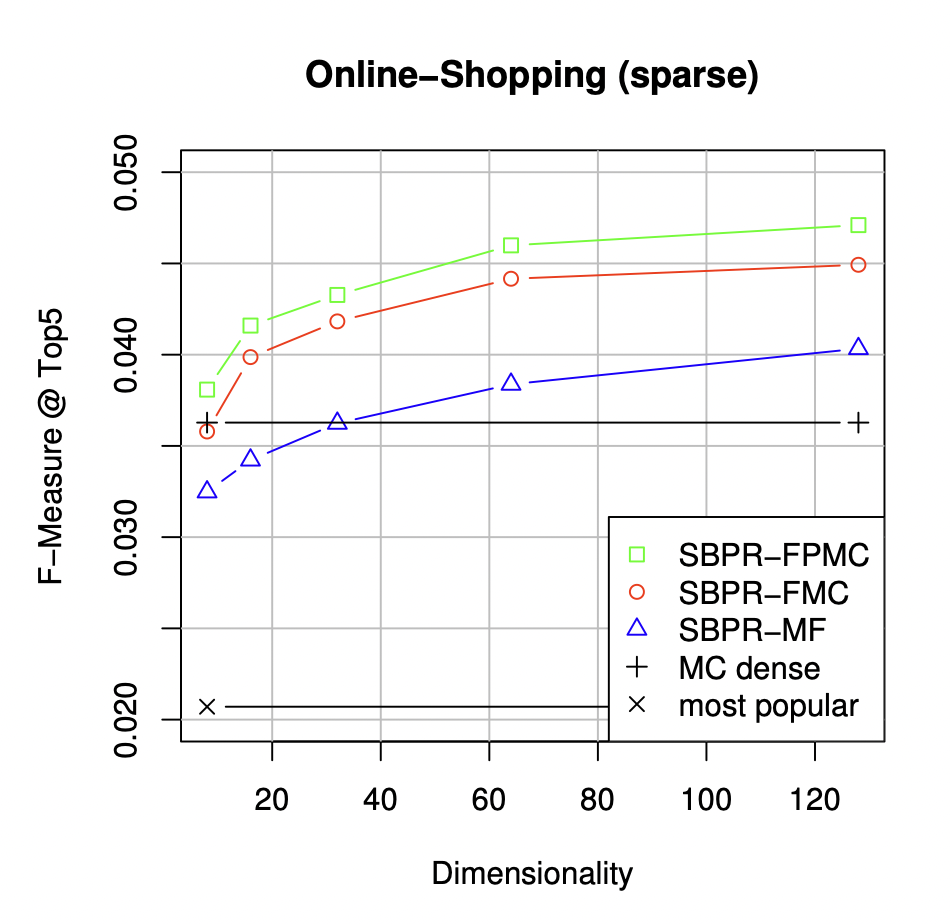 Online−Shopping (sparse)
F−Measure @ Top5
0.050
0.040
0.030
0.020
SBPR−FPMC
SBPR−FMC
SBPR−MF
MC dense
most popular
20 40 60 80 100 120
Dimensionality